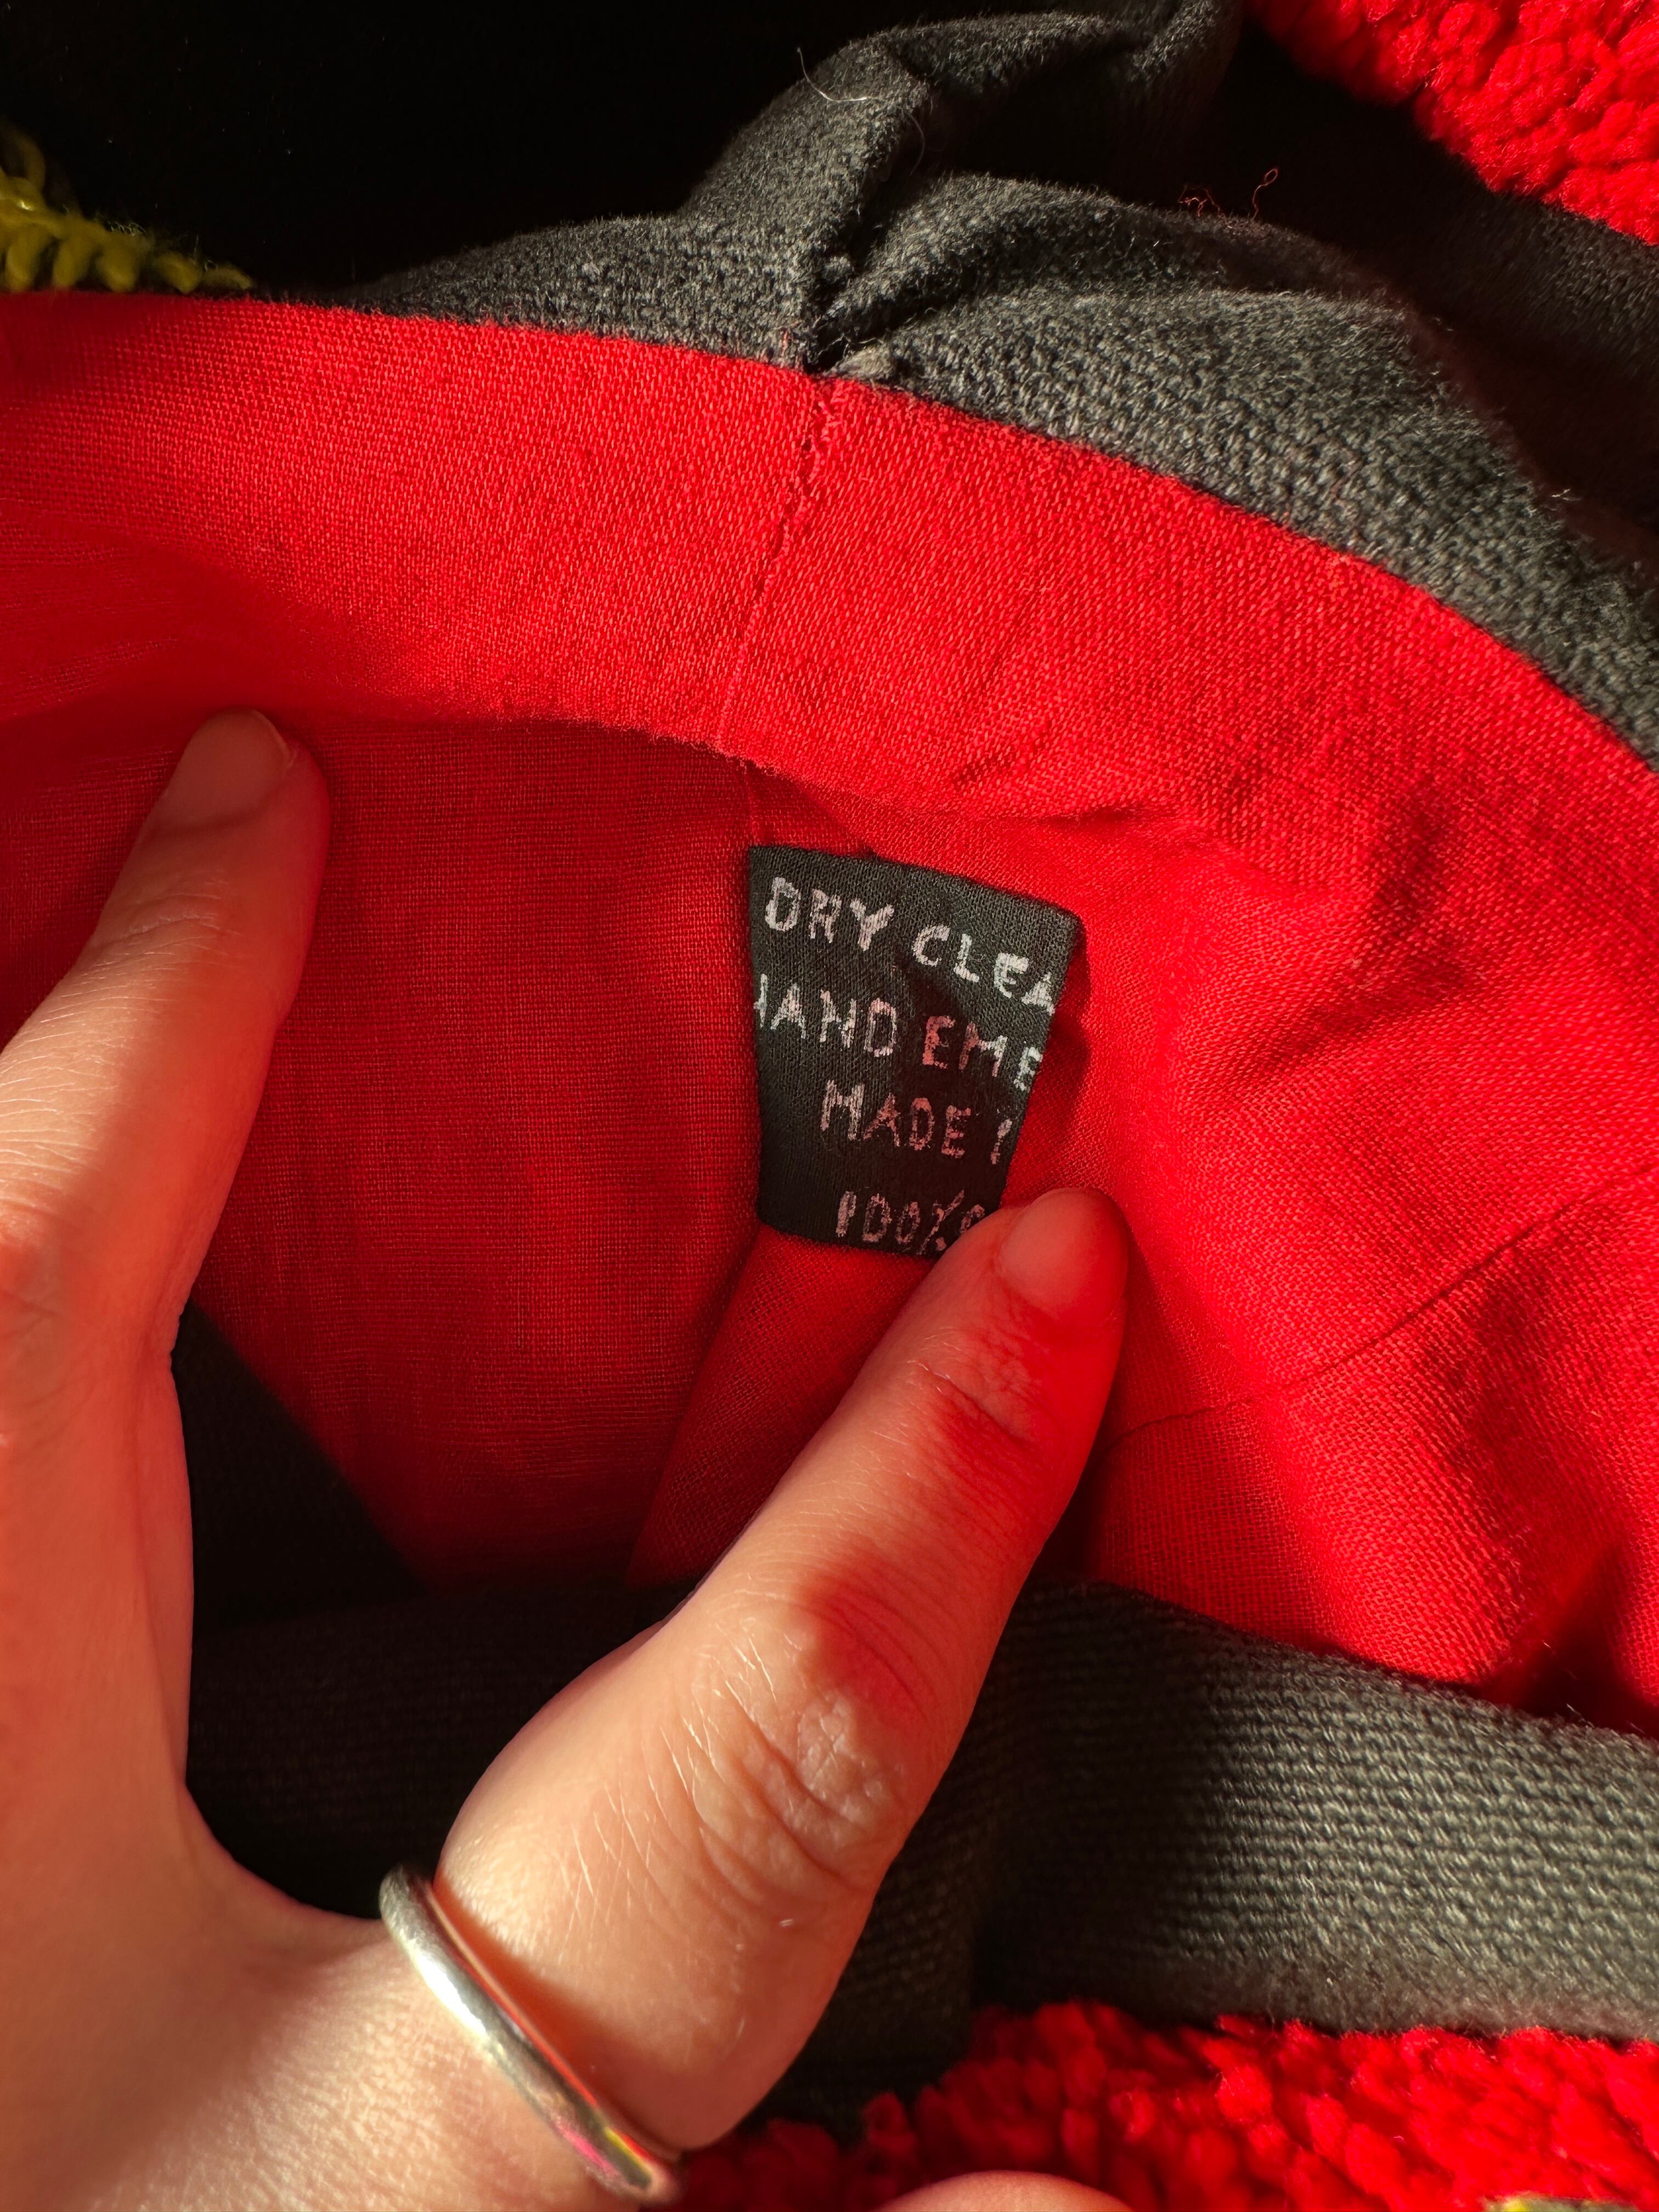 DRY CLEA
HAND EMB
MADE I
100% C